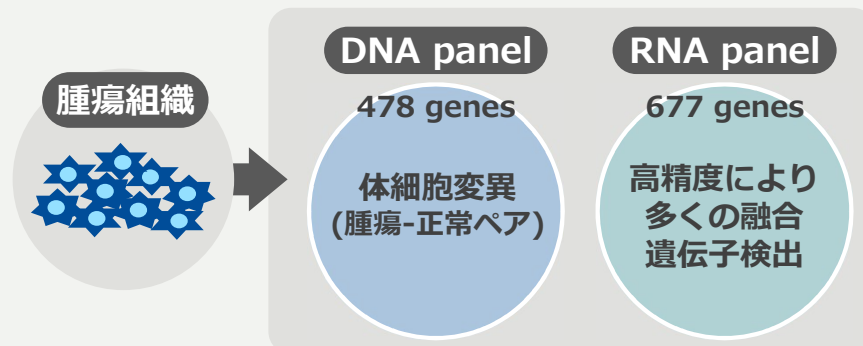 腫瘍組織
DNA panel
478 genes
体細胞変異
(腫瘍-正常ペア)
RNA panel
677 genes
高精度により
多くの融合
遺伝子検出